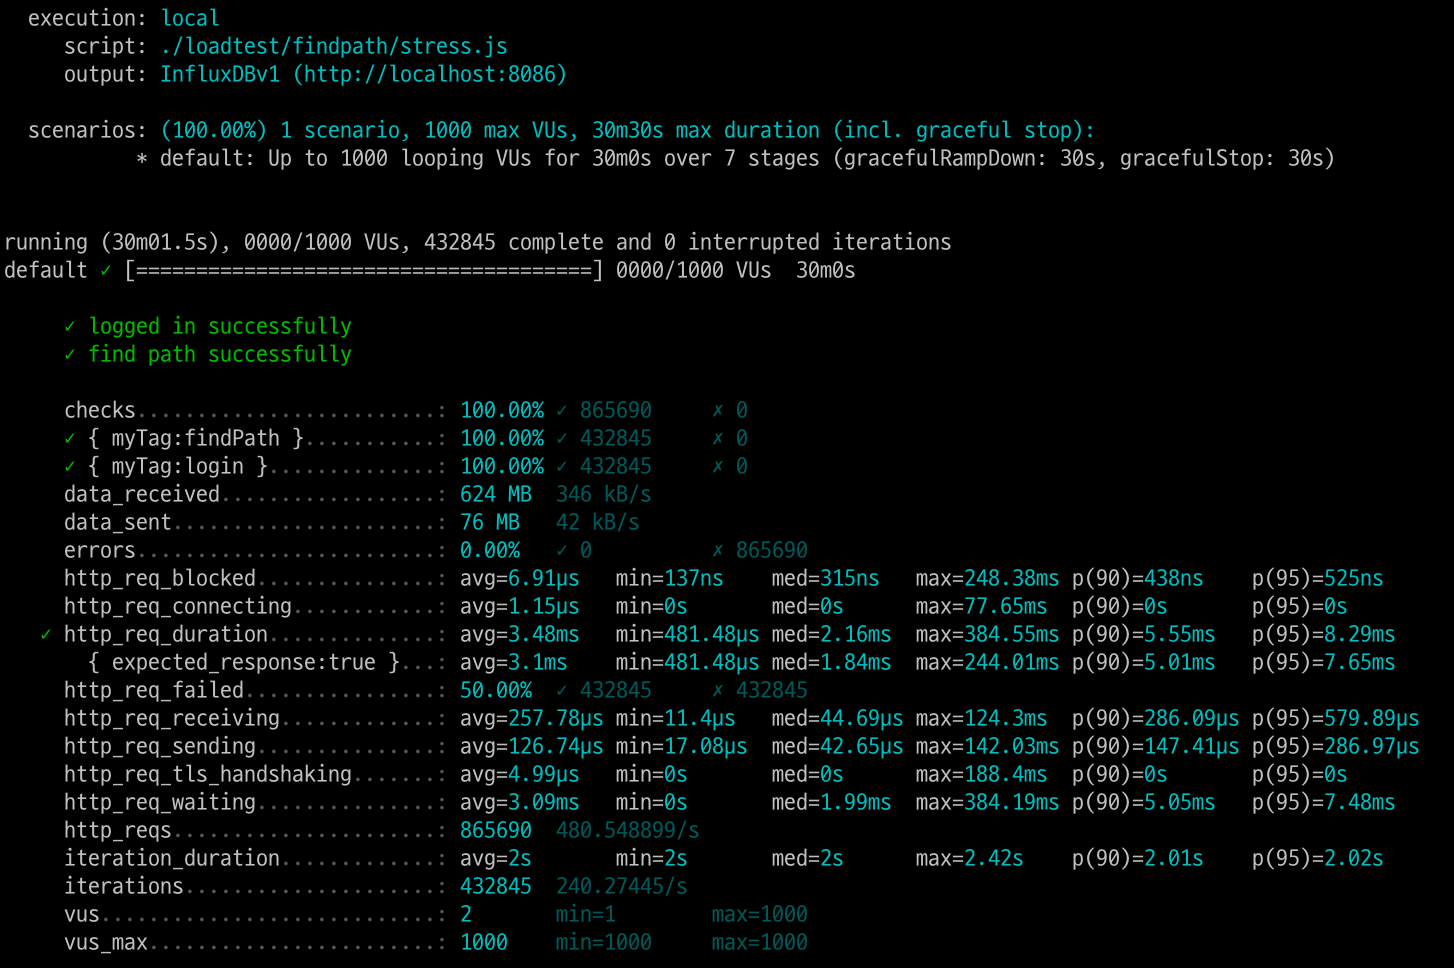 execution: local
script: ./loadtest/findpath/stress.js
output: InfluxDBv1 (http://localhost:8086)
scenarios: (100.00%) 1 scenario, 1000 max VUs, 30m30s max duration (incl. graceful stop):
* default: Up to 1000 looping VUs for 30m0s over 7 stages (gracefulRampDown: 30s, gracefulStop: 30s)
running (30m01.5s), 0000/1000 VUs, 432845 complete and 0 interrupted iterations
default ✓ [======================================] 0000/1000 VUs  30m0s
✓ logged in successfully
✓ find path successfully
checks.........................: 100.00% ✓ 865690     ✗ 0
✓ { myTag:findPath }...........: 100.00% ✓ 432845     ✗ 0
✓ { myTag:login }..............: 100.00% ✓ 432845     ✗ 0
data_received..................: 624 MB  346 kB/s
data_sent......................: 76 MB   42 kB/s
errors.........................: 0.00%   ✓ 0          ✗ 865690
http_req_blocked...............: avg=6.91µs   min=137ns    med=315ns   max=248.38ms p(90)=438ns    p(95)=525ns
http_req_connecting............: avg=1.15µs   min=0s       med=0s      max=77.65ms  p(90)=0s       p(95)=0s
✓ http_req_duration..............: avg=3.48ms   min=481.48µs med=2.16ms  max=384.55ms p(90)=5.55ms   p(95)=8.29ms
{ expected_response:true }...: avg=3.1ms    min=481.48µs med=1.84ms  max=244.01ms p(90)=5.01ms   p(95)=7.65ms
http_req_failed................: 50.00%  ✓ 432845     ✗ 432845
http_req_receiving.............: avg=257.78µs min=11.4µs   med=44.69µs max=124.3ms  p(90)=286.09µs p(95)=579.89µs
http_req_sending...............: avg=126.74µs min=17.08µs  med=42.65µs max=142.03ms p(90)=147.41µs p(95)=286.97µs
http_req_tls_handshaking.......: avg=4.99µs   min=0s       med=0s      max=188.4ms  p(90)=0s       p(95)=0s
http_req_waiting...............: avg=3.09ms   min=0s       med=1.99ms  max=384.19ms p(90)=5.05ms   p(95)=7.48ms
http_reqs......................: 865690  480.548899/s
iteration_duration.............: avg=2s       min=2s       med=2s      max=2.42s    p(90)=2.01s    p(95)=2.02s
iterations.....................: 432845  240.27445/s
vus............................: 2       min=1        max=1000
vus_max........................: 1000    min=1000     max=1000